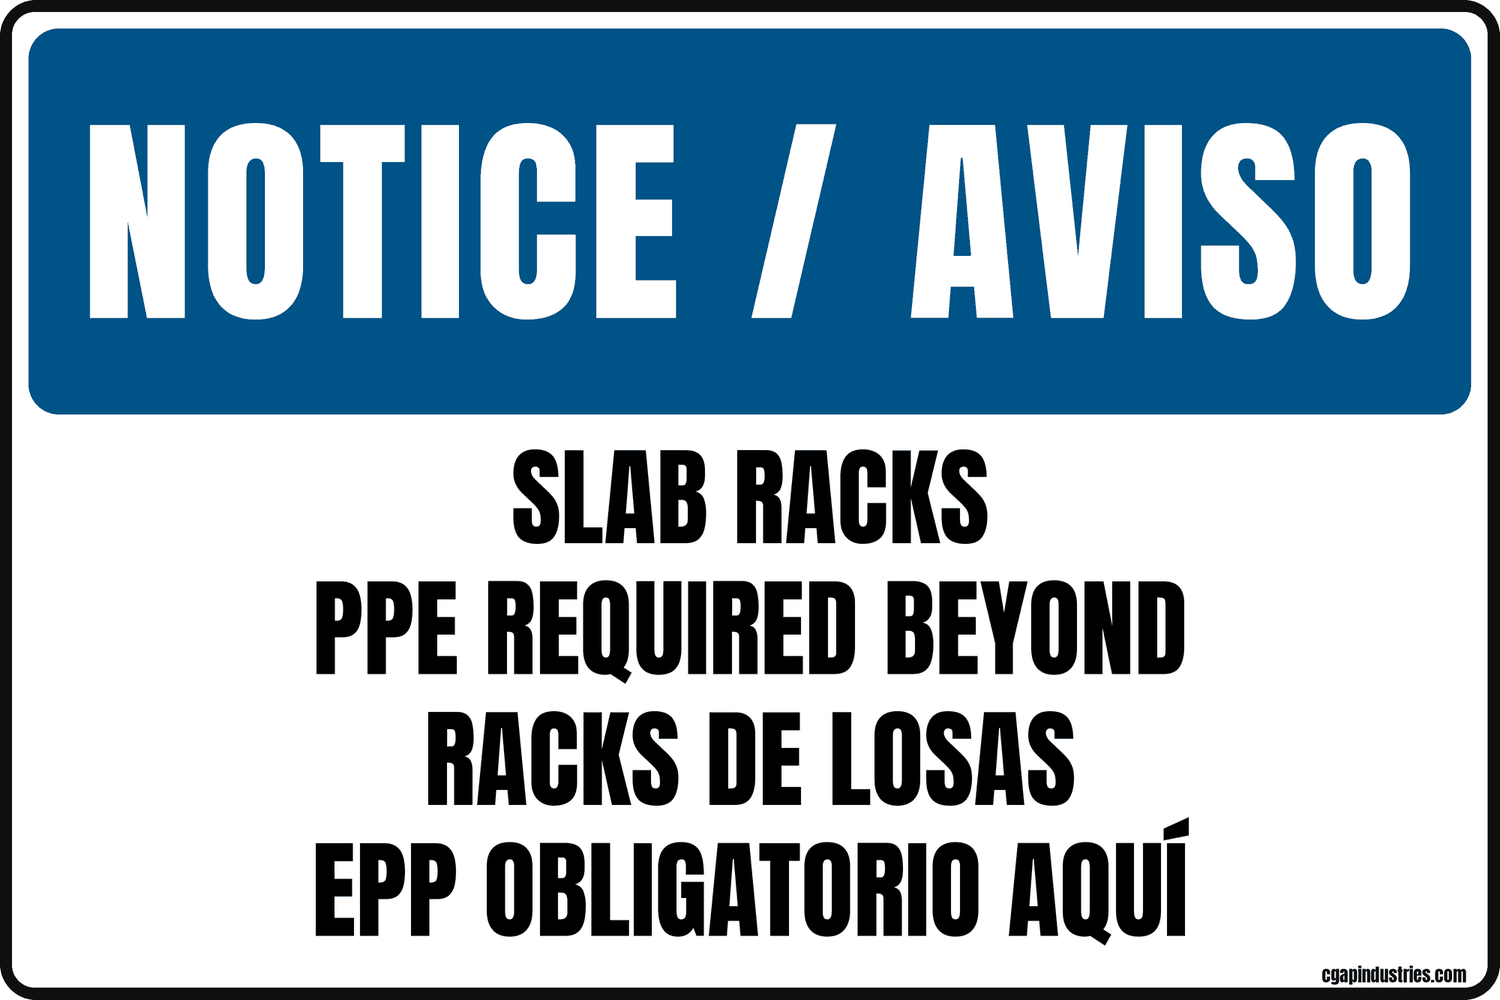 NOTICE / AVISO
SLAB RACKS
PPE REQUIRED BEYOND
RACKS DE LOSAS
EPP OBLIGATORIO AQUÍ
cgapindustries.com